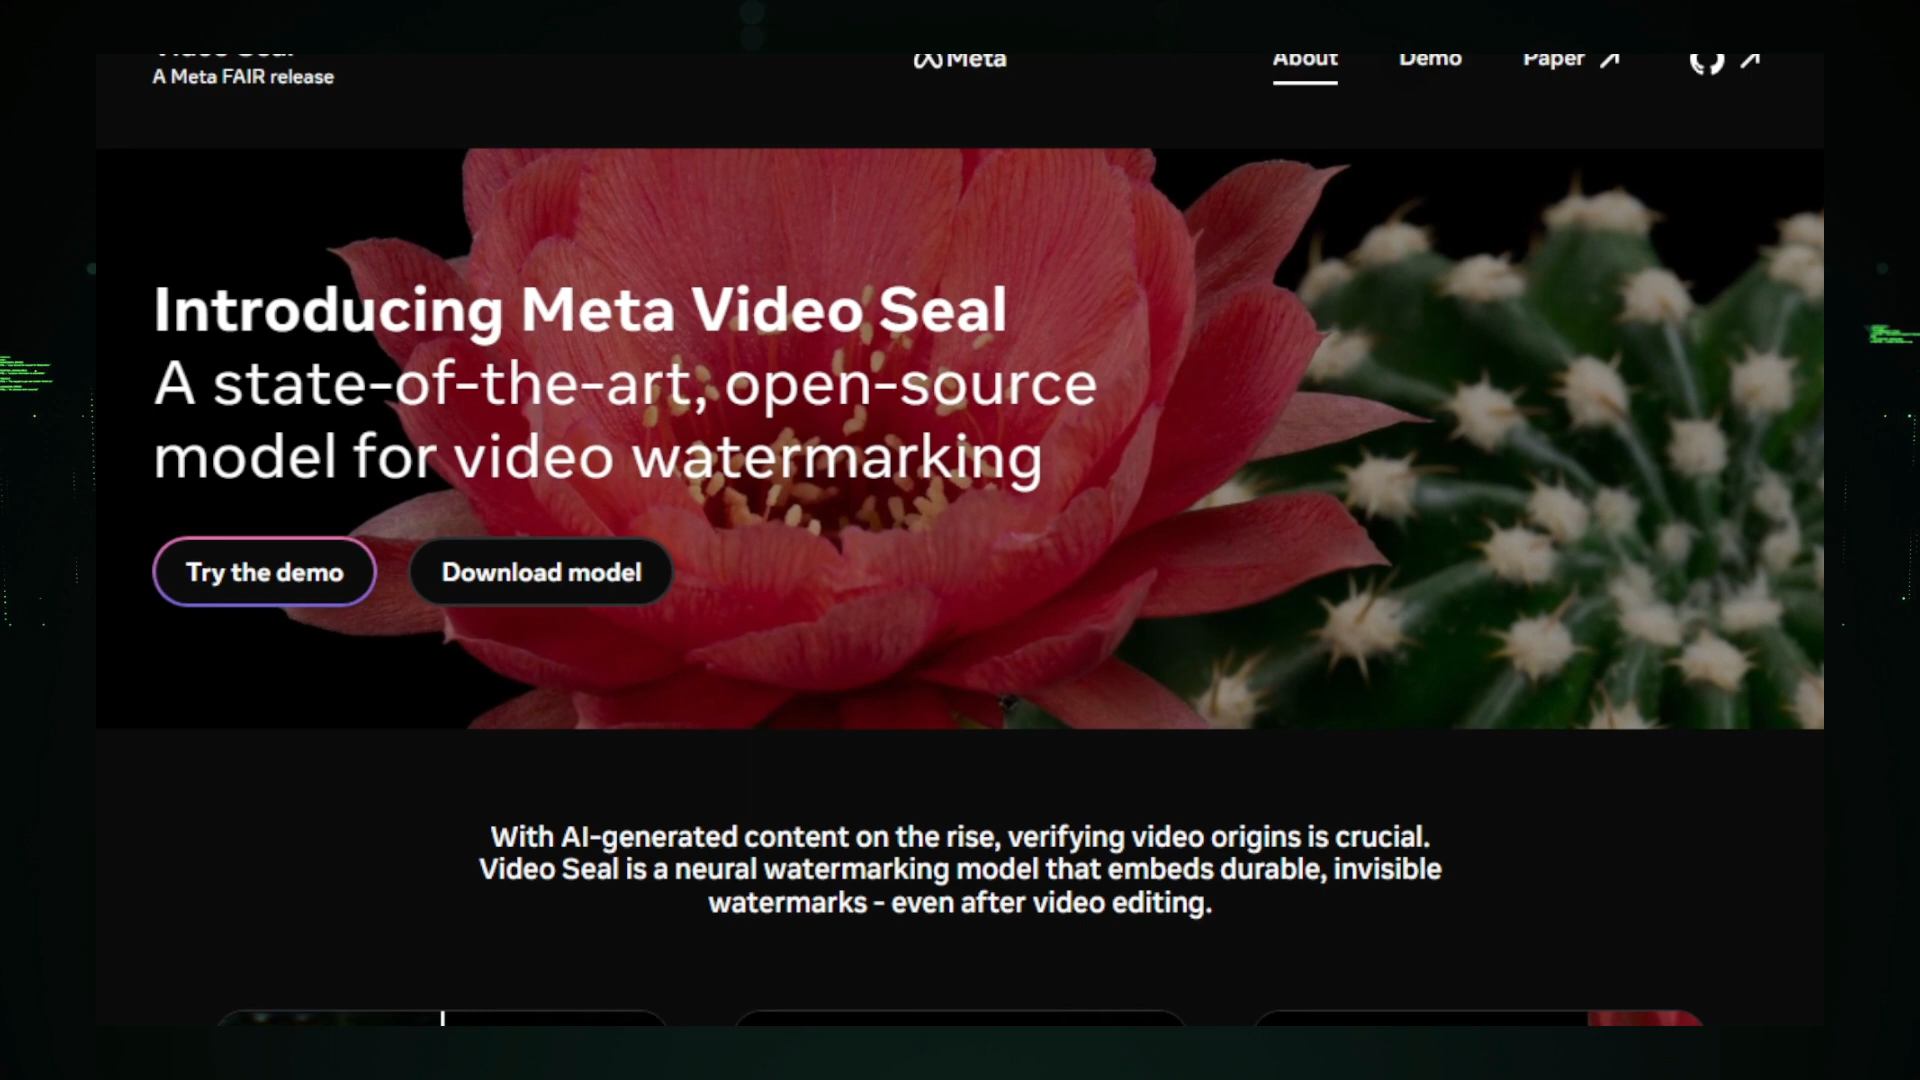 Video Seal
A Meta FAIR release
Meta
About
Demo
Paper
Introducing Meta Video Seal
A state-of-the-art, open-source
model for video watermarking
Try the demo
Download model
With AI-generated content on the rise, verifying video origins is crucial.
Video Seal is a neural watermarking model that embeds durable, invisible
watermarks - even after video editing.